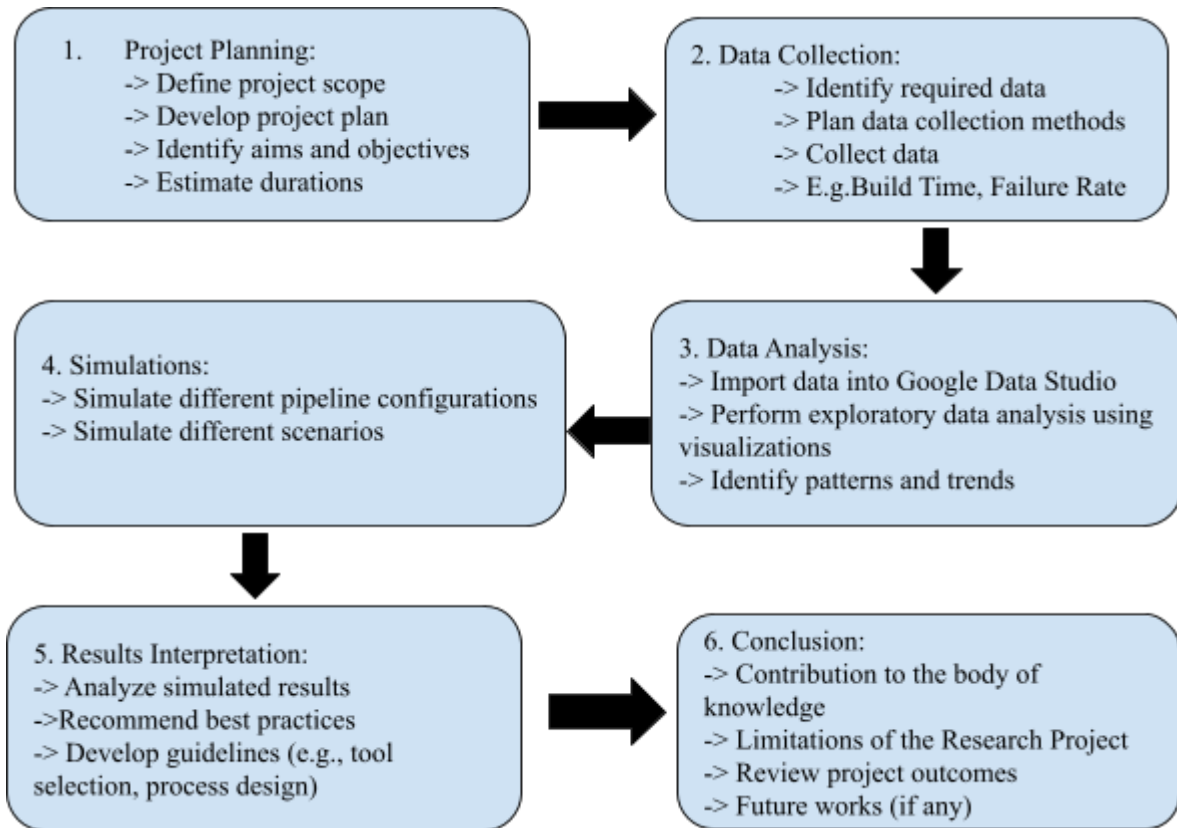 1. Project Planning:
-> Define project scope
-> Develop project plan
-> Identify aims and objectives
-> Estimate durations
2. Data Collection:
-> Identify required data
-> Plan data collection methods
-> Collect data
-> E.g.Build Time, Failure Rate
3. Data Analysis:
-> Import data into Google Data Studio
-> Perform exploratory data analysis using
visualizations
-> Identify patterns and trends
4. Simulations:
-> Simulate different pipeline configurations
-> Simulate different scenarios
5. Results Interpretation:
-> Analyze simulated results
->Recommend best practices
-> Develop guidelines (e.g., tool
selection, process design)
6. Conclusion:
-> Contribution to the body of
knowledge
-> Limitations of the Research Project
-> Review project outcomes
-> Future works (if any)